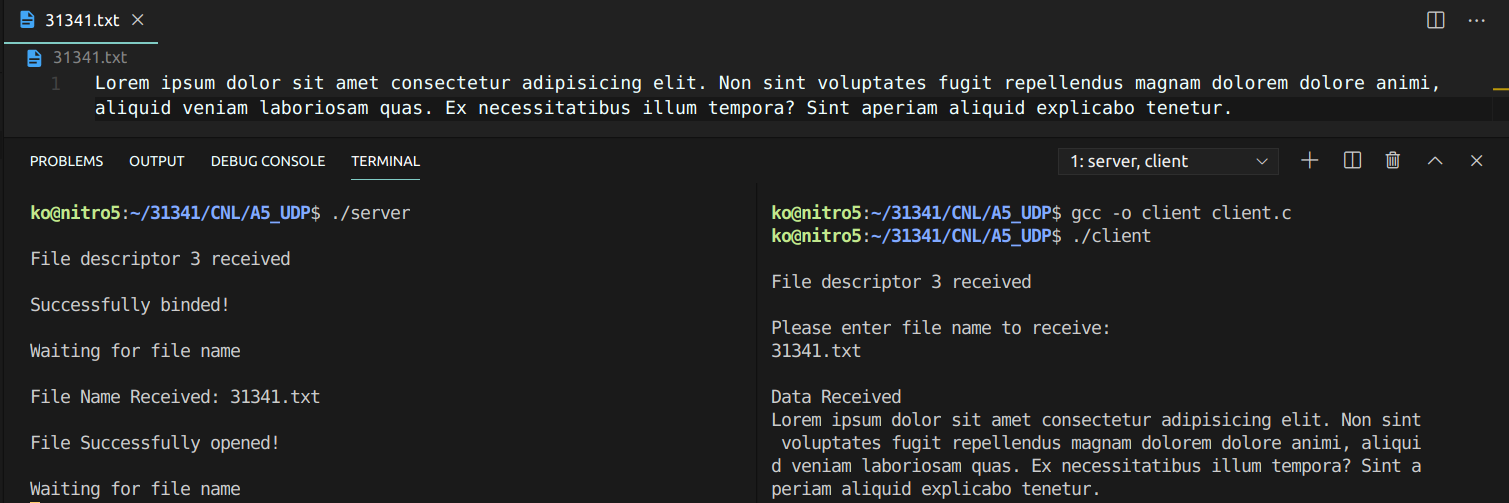 31341.txt
31341.txt
1 Lorem ipsum dolor sit amet consectetur adipisicing elit. Non sint voluptates fugit repellendus magnam dolorem dolore animi,
aliquid veniam laboriosam quas. Ex necessitatibus illum tempora? Sint aperiam aliquid explicabo tenetur.
PROBLEMS OUTPUT DEBUG CONSOLE TERMINAL 1: server, client
ko@nitro5:~/31341/CNL/A5_UDP$ ./server
File descriptor 3 received
Successfully binded!
Waiting for file name
File Name Received: 31341.txt
File Successfully opened!
Waiting for file name
ko@nitro5:~/31341/CNL/A5_UDP$ gcc -o client client.c
ko@nitro5:~/31341/CNL/A5_UDP$ ./client
File descriptor 3 received
Please enter file name to receive:
31341.txt
Data Received
Lorem ipsum dolor sit amet consectetur adipisicing elit. Non sint
voluptates fugit repellendus magnam dolorem dolore animi, aliqui
d veniam laboriosam quas. Ex necessitatibus illum tempora? Sint a
periam aliquid explicabo tenetur.